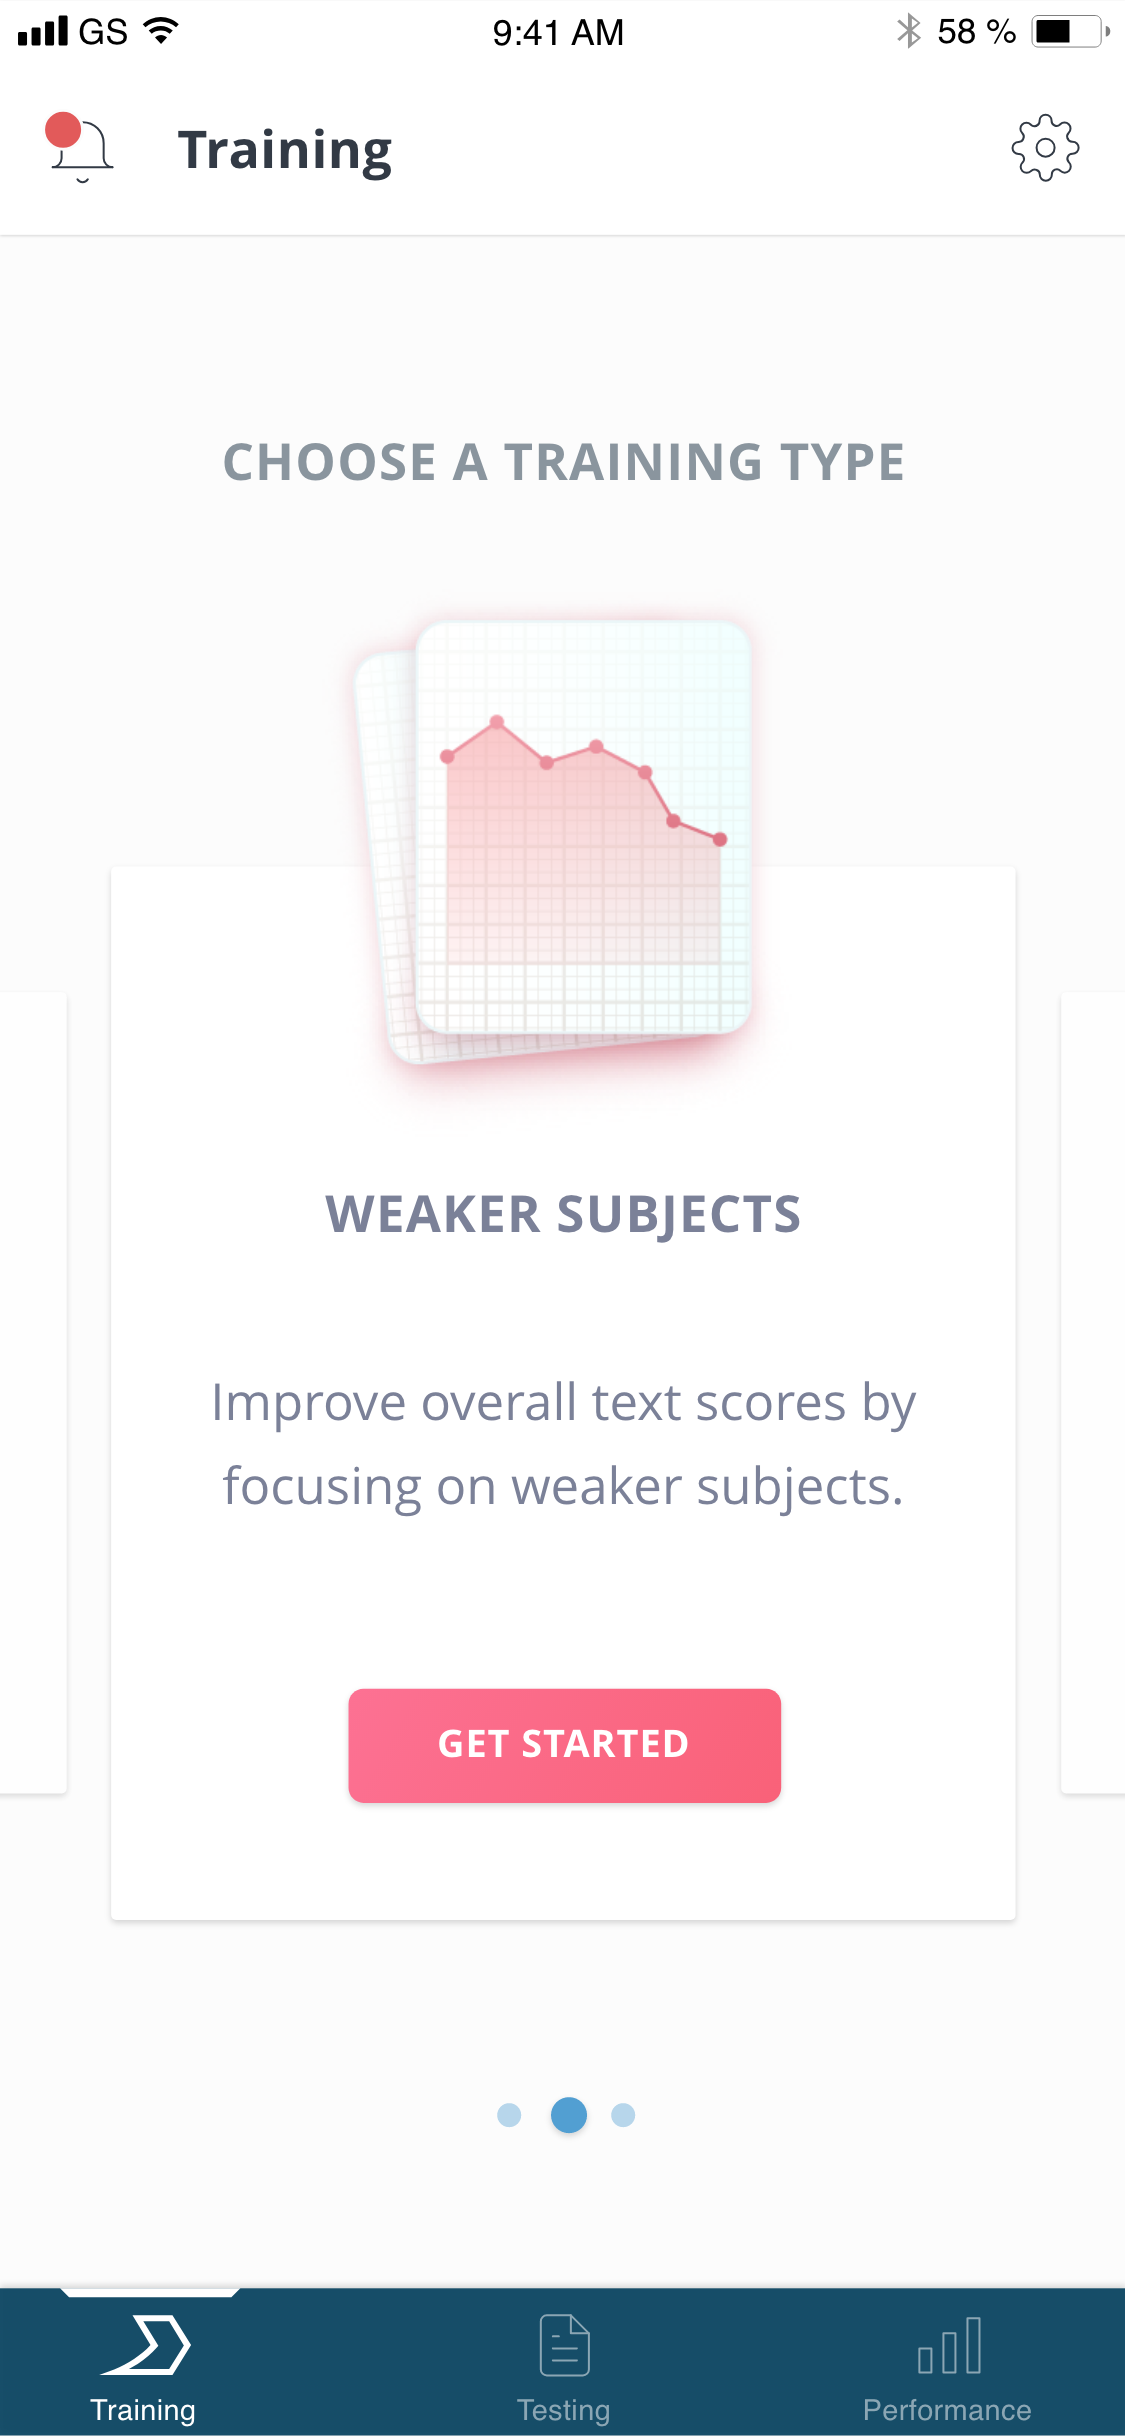 GS
9:41 AM
58 %
Training
CHOOSE A TRAINING TYPE
WEAKER SUBJECTS
Improve overall text scores by
focusing on weaker subjects.
GET STARTED
Training
Testing
Performance